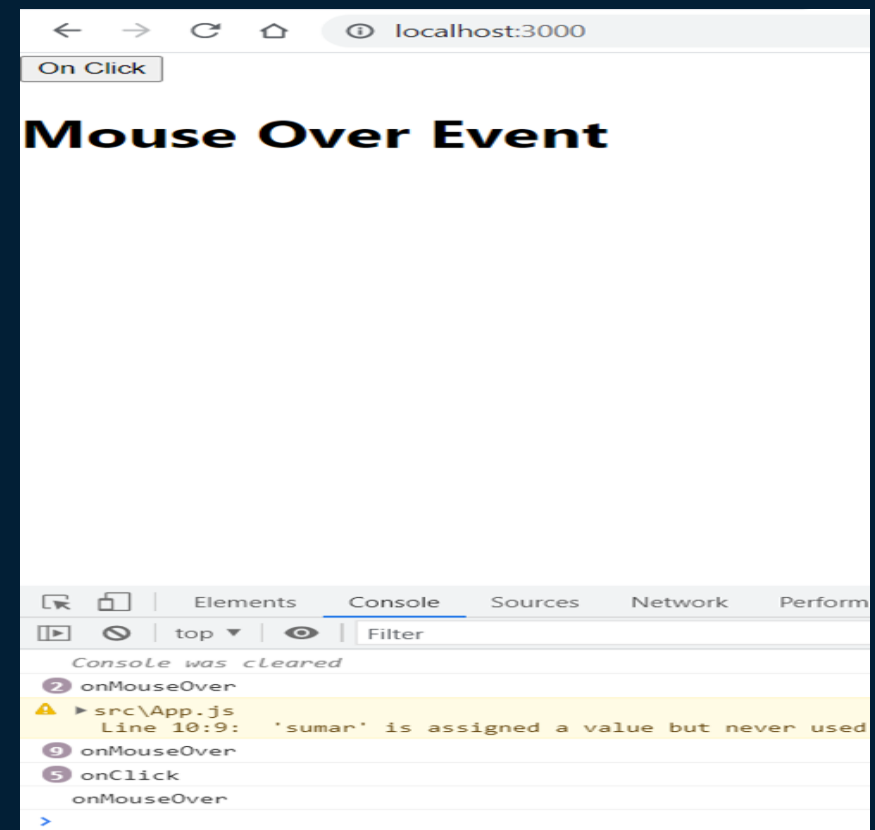 localhost:3000
On Click
Mouse Over Event
Elements Console Sources Network Perform
top Filter
Console was cleared
2 onMouseOver
src\App.js
Line 10:9: 'sumar' is assigned a value but never used
9 onMouseOver
5 onClick
onMouseOver
>